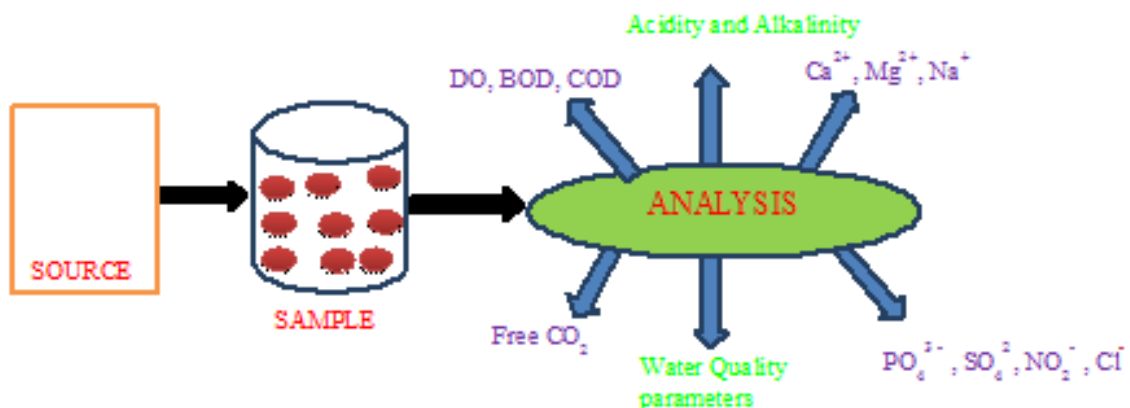 Acidity and Alkalinity
DO, BOD, COD
Ca²⁺, Mg²⁺, Na⁺
ANALYSIS
SOURCE
SAMPLE
Free CO₂
Water Quality
parameters
PO₄³⁻, SO₄², NO₂⁻, Cl⁻